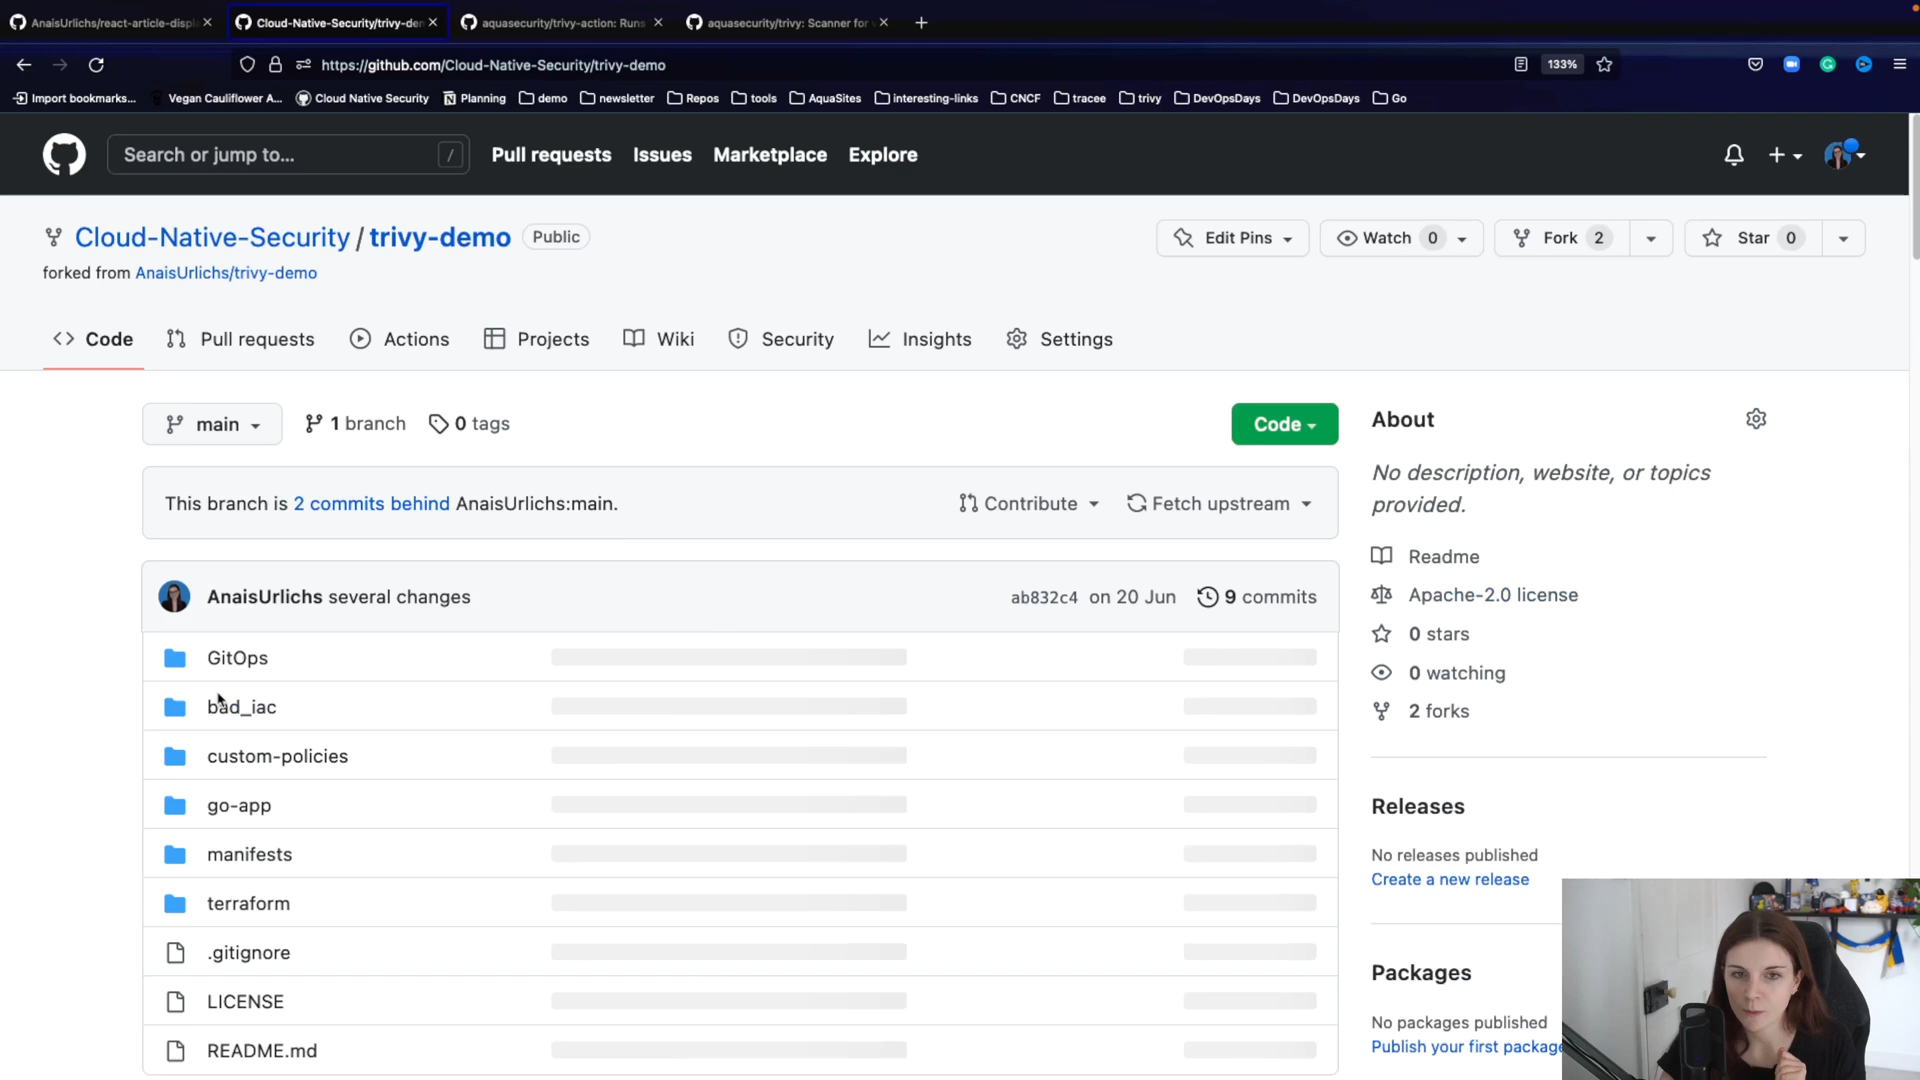 AnaisUrlichs/react-article-displ
Cloud-Native-Security/trivy-de
aquasecurity/trivy-action: Runs
aquasecurity/trivy: Scanner for
https://github.com/Cloud-Native-Security/trivy-demo
133%
Import bookmarks...
Vegan Cauliflower A...
Cloud Native Security
Planning
demo
newsletter
Repos
tools
AquaSites
interesting-links
CNCF
tracee
trivy
DevOpsDays
DevOpsDays
Go
Search or jump to...
/
Pull requests
Issues
Marketplace
Explore
Cloud-Native-Security / trivy-demo
Public
Edit Pins
Watch 0
Fork 2
Star 0
forked from AnaisUrlichs/trivy-demo
Code
Pull requests
Actions
Projects
Wiki
Security
Insights
Settings
main
1 branch
0 tags
Code
This branch is 2 commits behind AnaisUrlichs:main.
Contribute
Fetch upstream
AnaisUrlichs several changes
ab832c4 on 20 Jun
9 commits
GitOps
bad_iac
custom-policies
go-app
manifests
terraform
.gitignore
LICENSE
README.md
About
No description, website, or topics
provided.
Readme
Apache-2.0 license
0 stars
0 watching
2 forks
Releases
No releases published
Create a new release
Packages
No packages published
Publish your first package